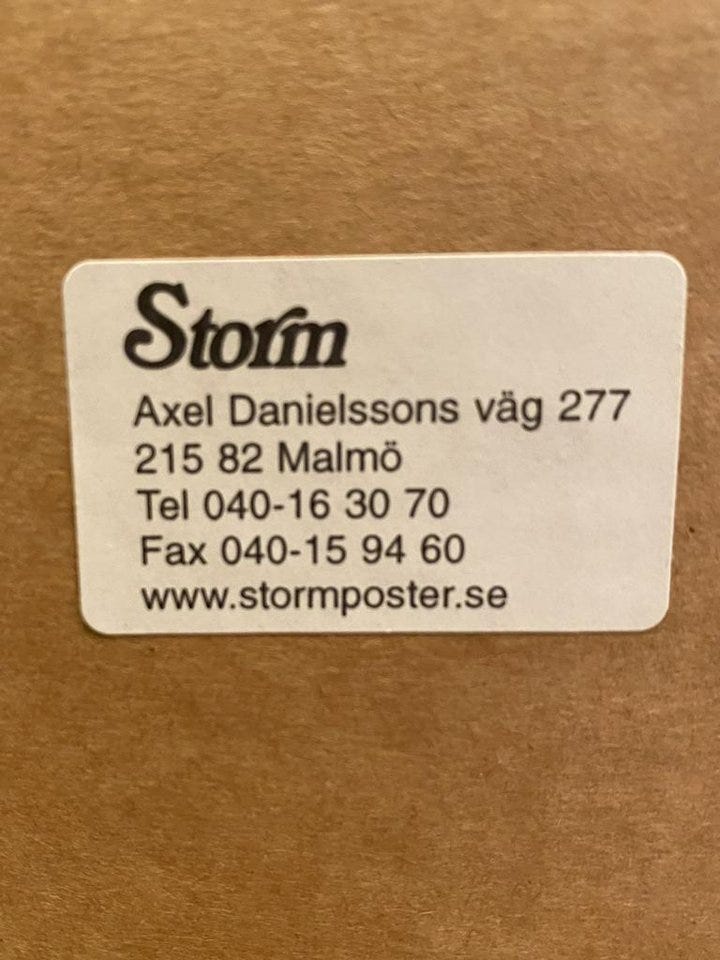 Storm
Axel Danielssons väg 277
215 82 Malmö
Tel 040-16 30 70
Fax 040-15 94 60
www.stormposter.se